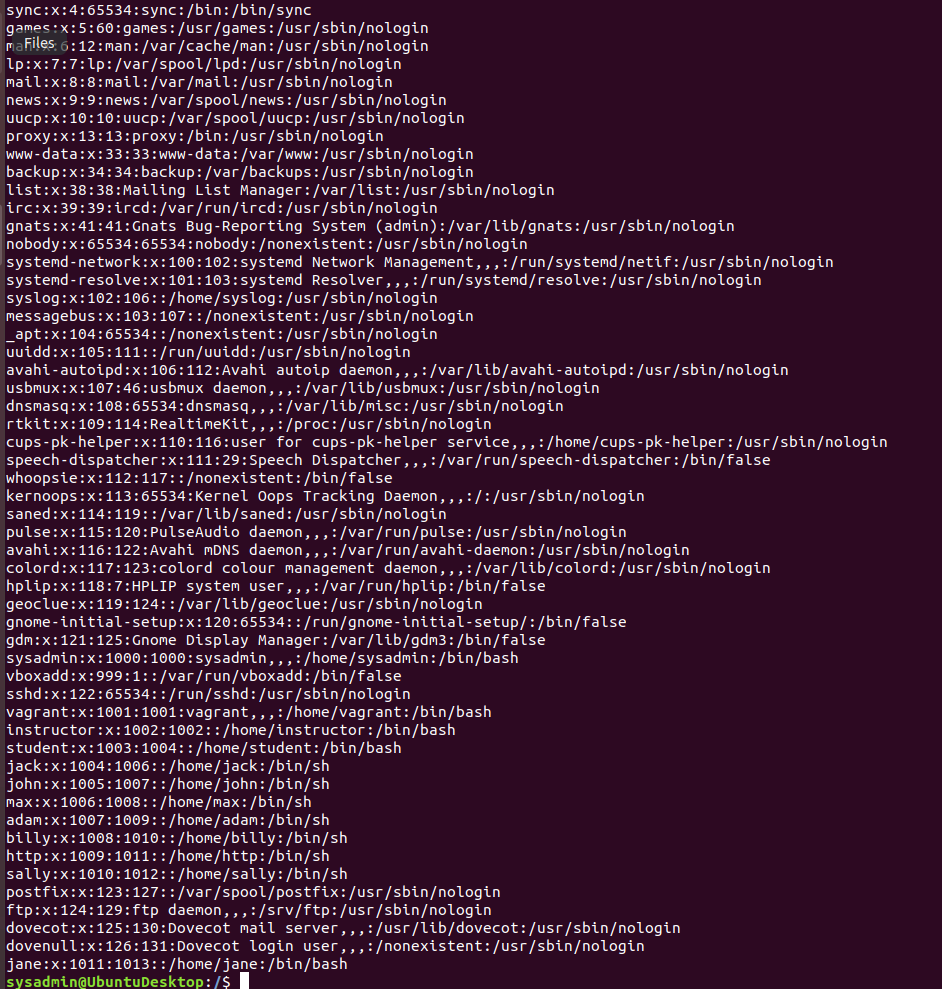 sync:x:4:65534:sync:/bin:/bin/sync
games:x:5:60:games:/usr/games:/usr/sbin/nologin
Files
man:x:6:12:man:/var/cache/man:/usr/sbin/nologin
lp:x:7:7:lp:/var/spool/lpd:/usr/sbin/nologin
mail:x:8:8:mail:/var/mail:/usr/sbin/nologin
news:x:9:9:news:/var/spool/news:/usr/sbin/nologin
uucp:x:10:10:uucp:/var/spool/uucp:/usr/sbin/nologin
proxy:x:13:13:proxy:/bin:/usr/sbin/nologin
www-data:x:33:33:www-data:/var/www:/usr/sbin/nologin
backup:x:34:34:backup:/var/backups:/usr/sbin/nologin
list:x:38:38:Mailing List Manager:/var/list:/usr/sbin/nologin
irc:x:39:39:ircd:/var/run/ircd:/usr/sbin/nologin
gnats:x:41:41:Gnats Bug-Reporting System (admin):/var/lib/gnats:/usr/sbin/nologin
nobody:x:65534:65534:nobody:/nonexistent:/usr/sbin/nologin
systemd-network:x:100:102:systemd Network Management,,,:/run/systemd/netif:/usr/sbin/nologin
systemd-resolve:x:101:103:systemd Resolver,,,:/run/systemd/resolve:/usr/sbin/nologin
syslog:x:102:106::/home/syslog:/usr/sbin/nologin
messagebus:x:103:107::/nonexistent:/usr/sbin/nologin
_apt:x:104:65534::/nonexistent:/usr/sbin/nologin
uuidd:x:105:111::/run/uuidd:/usr/sbin/nologin
avahi-autoipd:x:106:112:Avahi autoip daemon,,,:/var/lib/avahi-autoipd:/usr/sbin/nologin
usbmux:x:107:46:usbmux daemon,,,:/var/lib/usbmux:/usr/sbin/nologin
dnsmasq:x:108:65534:dnsmasq,,,:/var/lib/misc:/usr/sbin/nologin
rtkit:x:109:114:RealtimeKit,,,:/proc:/usr/sbin/nologin
cups-pk-helper:x:110:116:user for cups-pk-helper service,,,:/home/cups-pk-helper:/usr/sbin/nologin
speech-dispatcher:x:111:29:Speech Dispatcher,,,:/var/run/speech-dispatcher:/bin/false
whoopsie:x:112:117::/nonexistent:/bin/false
kernoops:x:113:65534:Kernel Oops Tracking Daemon,,,:/:/usr/sbin/nologin
saned:x:114:119::/var/lib/saned:/usr/sbin/nologin
pulse:x:115:120:PulseAudio daemon,,,:/var/run/pulse:/usr/sbin/nologin
avahi:x:116:122:Avahi mDNS daemon,,,:/var/run/avahi-daemon:/usr/sbin/nologin
colord:x:117:123:colord colour management daemon,,,:/var/lib/colord:/usr/sbin/nologin
hplip:x:118:7:HPLIP system user,,,:/var/run/hplip:/bin/false
geoclue:x:119:124::/var/lib/geoclue:/usr/sbin/nologin
gnome-initial-setup:x:120:65534::/run/gnome-initial-setup/:/bin/false
gdm:x:121:125:Gnome Display Manager:/var/lib/gdm3:/bin/false
sysadmin:x:1000:1000:sysadmin,,,:/home/sysadmin:/bin/bash
vboxadd:x:999:1::/var/run/vboxadd:/bin/false
sshd:x:122:65534::/run/sshd:/usr/sbin/nologin
vagrant:x:1001:1001:vagrant,,,:/home/vagrant:/bin/bash
instructor:x:1002:1002::/home/instructor:/bin/bash
student:x:1003:1004::/home/student:/bin/bash
jack:x:1004:1006::/home/jack:/bin/sh
john:x:1005:1007::/home/john:/bin/sh
max:x:1006:1008::/home/max:/bin/sh
adam:x:1007:1009::/home/adam:/bin/sh
billy:x:1008:1010::/home/billy:/bin/sh
http:x:1009:1011::/home/http:/bin/sh
sally:x:1010:1012::/home/sally:/bin/sh
postfix:x:123:127::/var/spool/postfix:/usr/sbin/nologin
ftp:x:124:129:ftp daemon,,,:/srv/ftp:/usr/sbin/nologin
dovecot:x:125:130:Dovecot mail server,,,:/usr/lib/dovecot:/usr/sbin/nologin
dovenull:x:126:131:Dovecot login user,,,:/nonexistent:/usr/sbin/nologin
jane:x:1011:1013::/home/jane:/bin/bash
sysadmin@UbuntuDesktop:/$